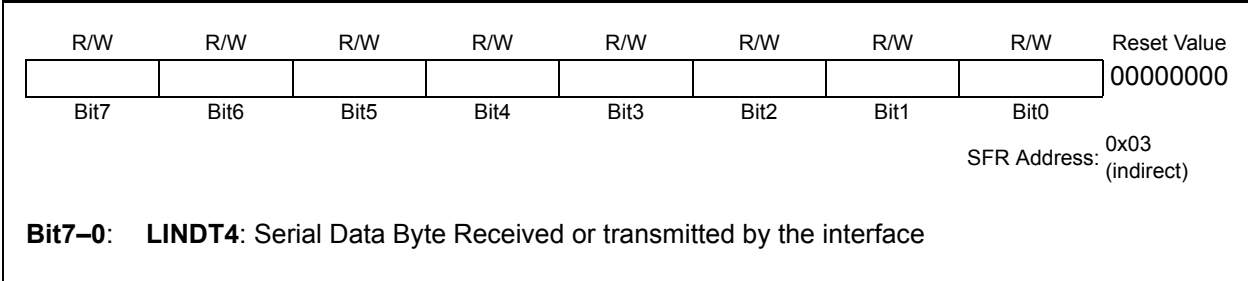 R/W R/W R/W R/W R/W R/W R/W R/W Reset Value
00000000
Bit7 Bit6 Bit5 Bit4 Bit3 Bit2 Bit1 Bit0
SFR Address: 0x03
(indirect)
Bit7–0: LINDT4: Serial Data Byte Received or transmitted by the interface